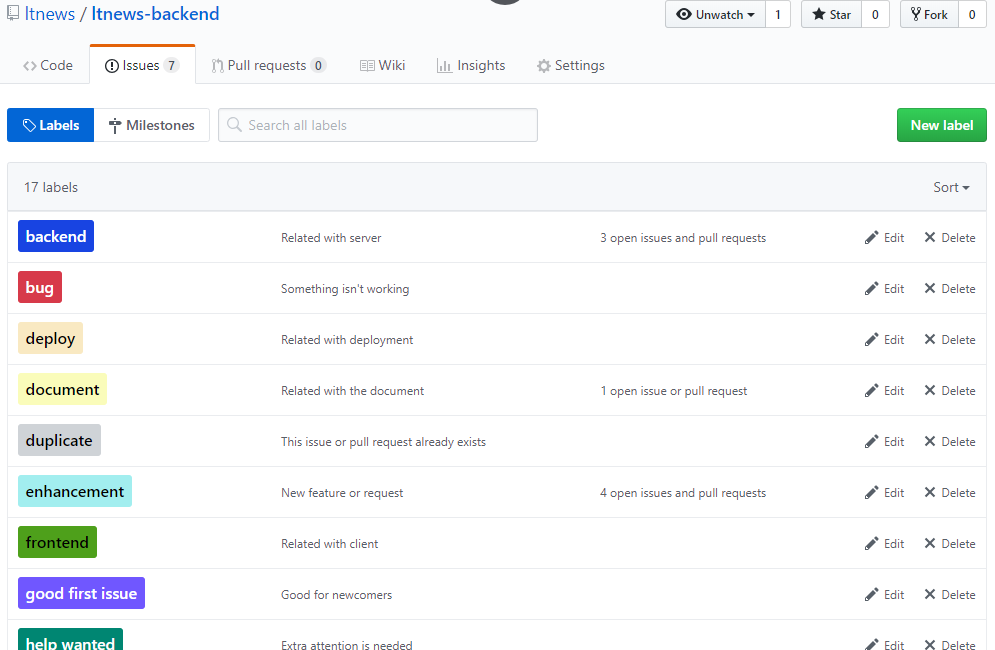 ltnews / ltnews-backend
Unwatch 1 Star 0 Fork 0
Code Issues 7 Pull requests 0 Wiki Insights Settings
Labels Milestones Search all labels New label
17 labels Sort
backend Related with server 3 open issues and pull requests Edit Delete
bug Something isn't working Edit Delete
deploy Related with deployment Edit Delete
document Related with the document 1 open issue or pull request Edit Delete
duplicate This issue or pull request already exists Edit Delete
enhancement New feature or request 4 open issues and pull requests Edit Delete
frontend Related with client Edit Delete
good first issue Good for newcomers Edit Delete
help wanted Extra attention is needed Edit Delete